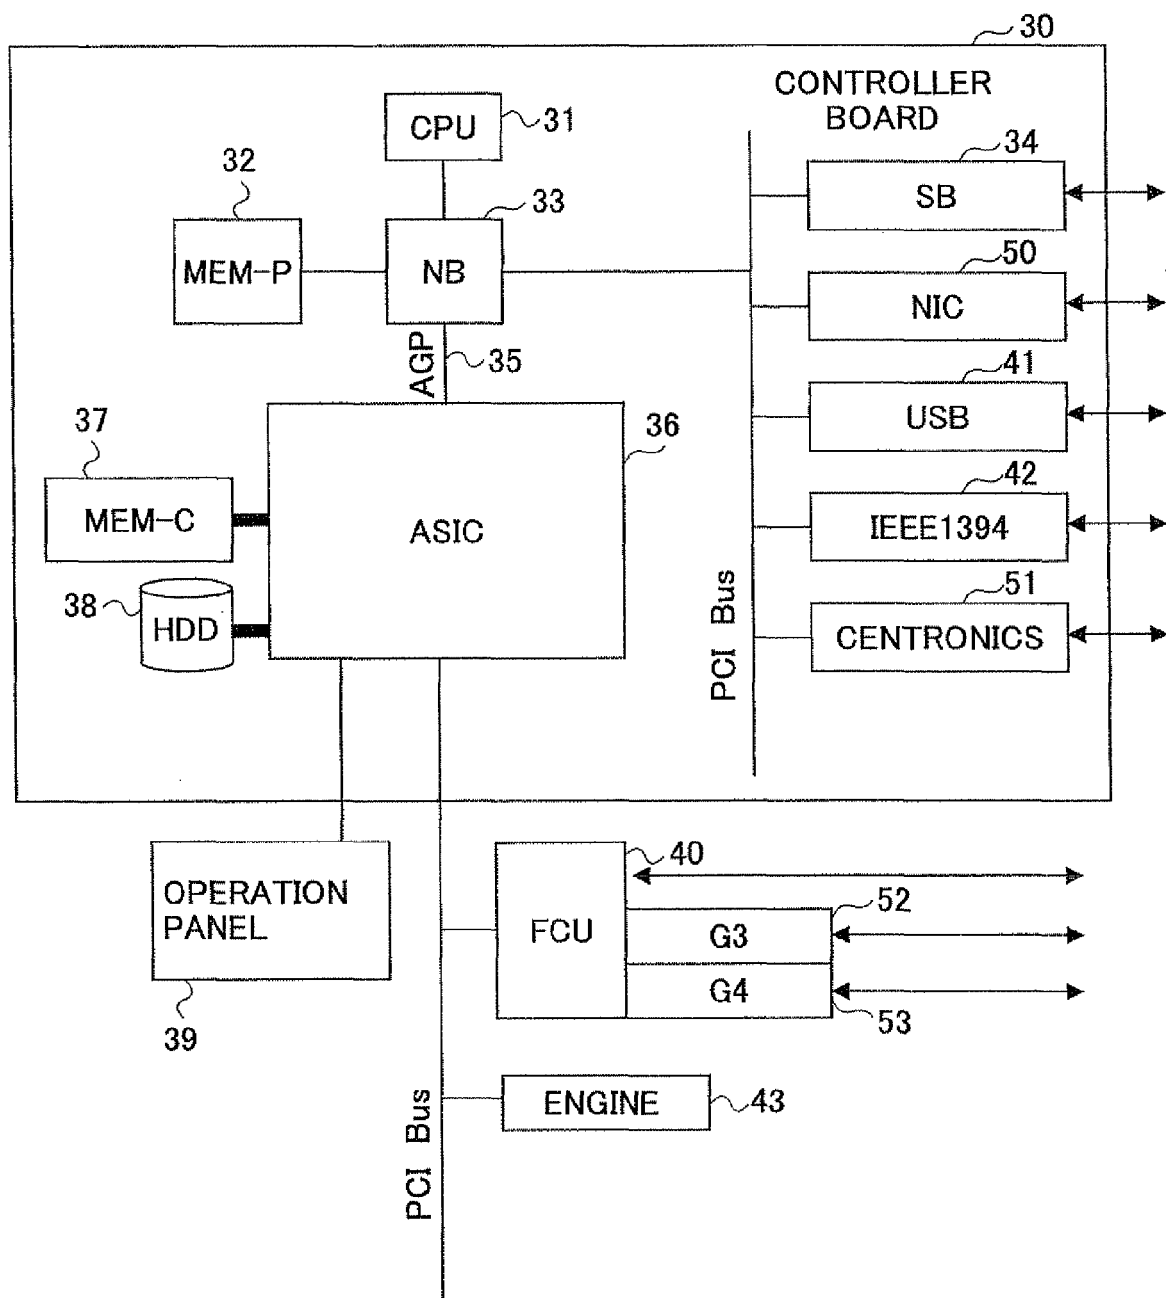 30
CONTROLLER
BOARD
CPU
31
32
33
34
SB
MEM-P
NB
50
NIC
AGP
35
41
USB
37
36
42
MEM-C
ASIC
IEEE1394
38
HDD
51
CENTRONICS
PCI Bus
40
OPERATION
PANEL
52
FCU
G3
G4
53
39
ENGINE
43
PCI Bus